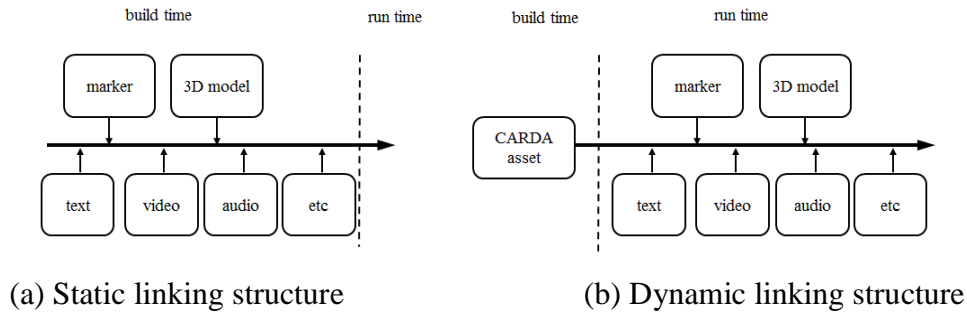 build time
run time
marker
3D model
text
video
audio
etc
(a) Static linking structure
build time
run time
CARDA
asset
marker
3D model
text
video
audio
etc
(b) Dynamic linking structure